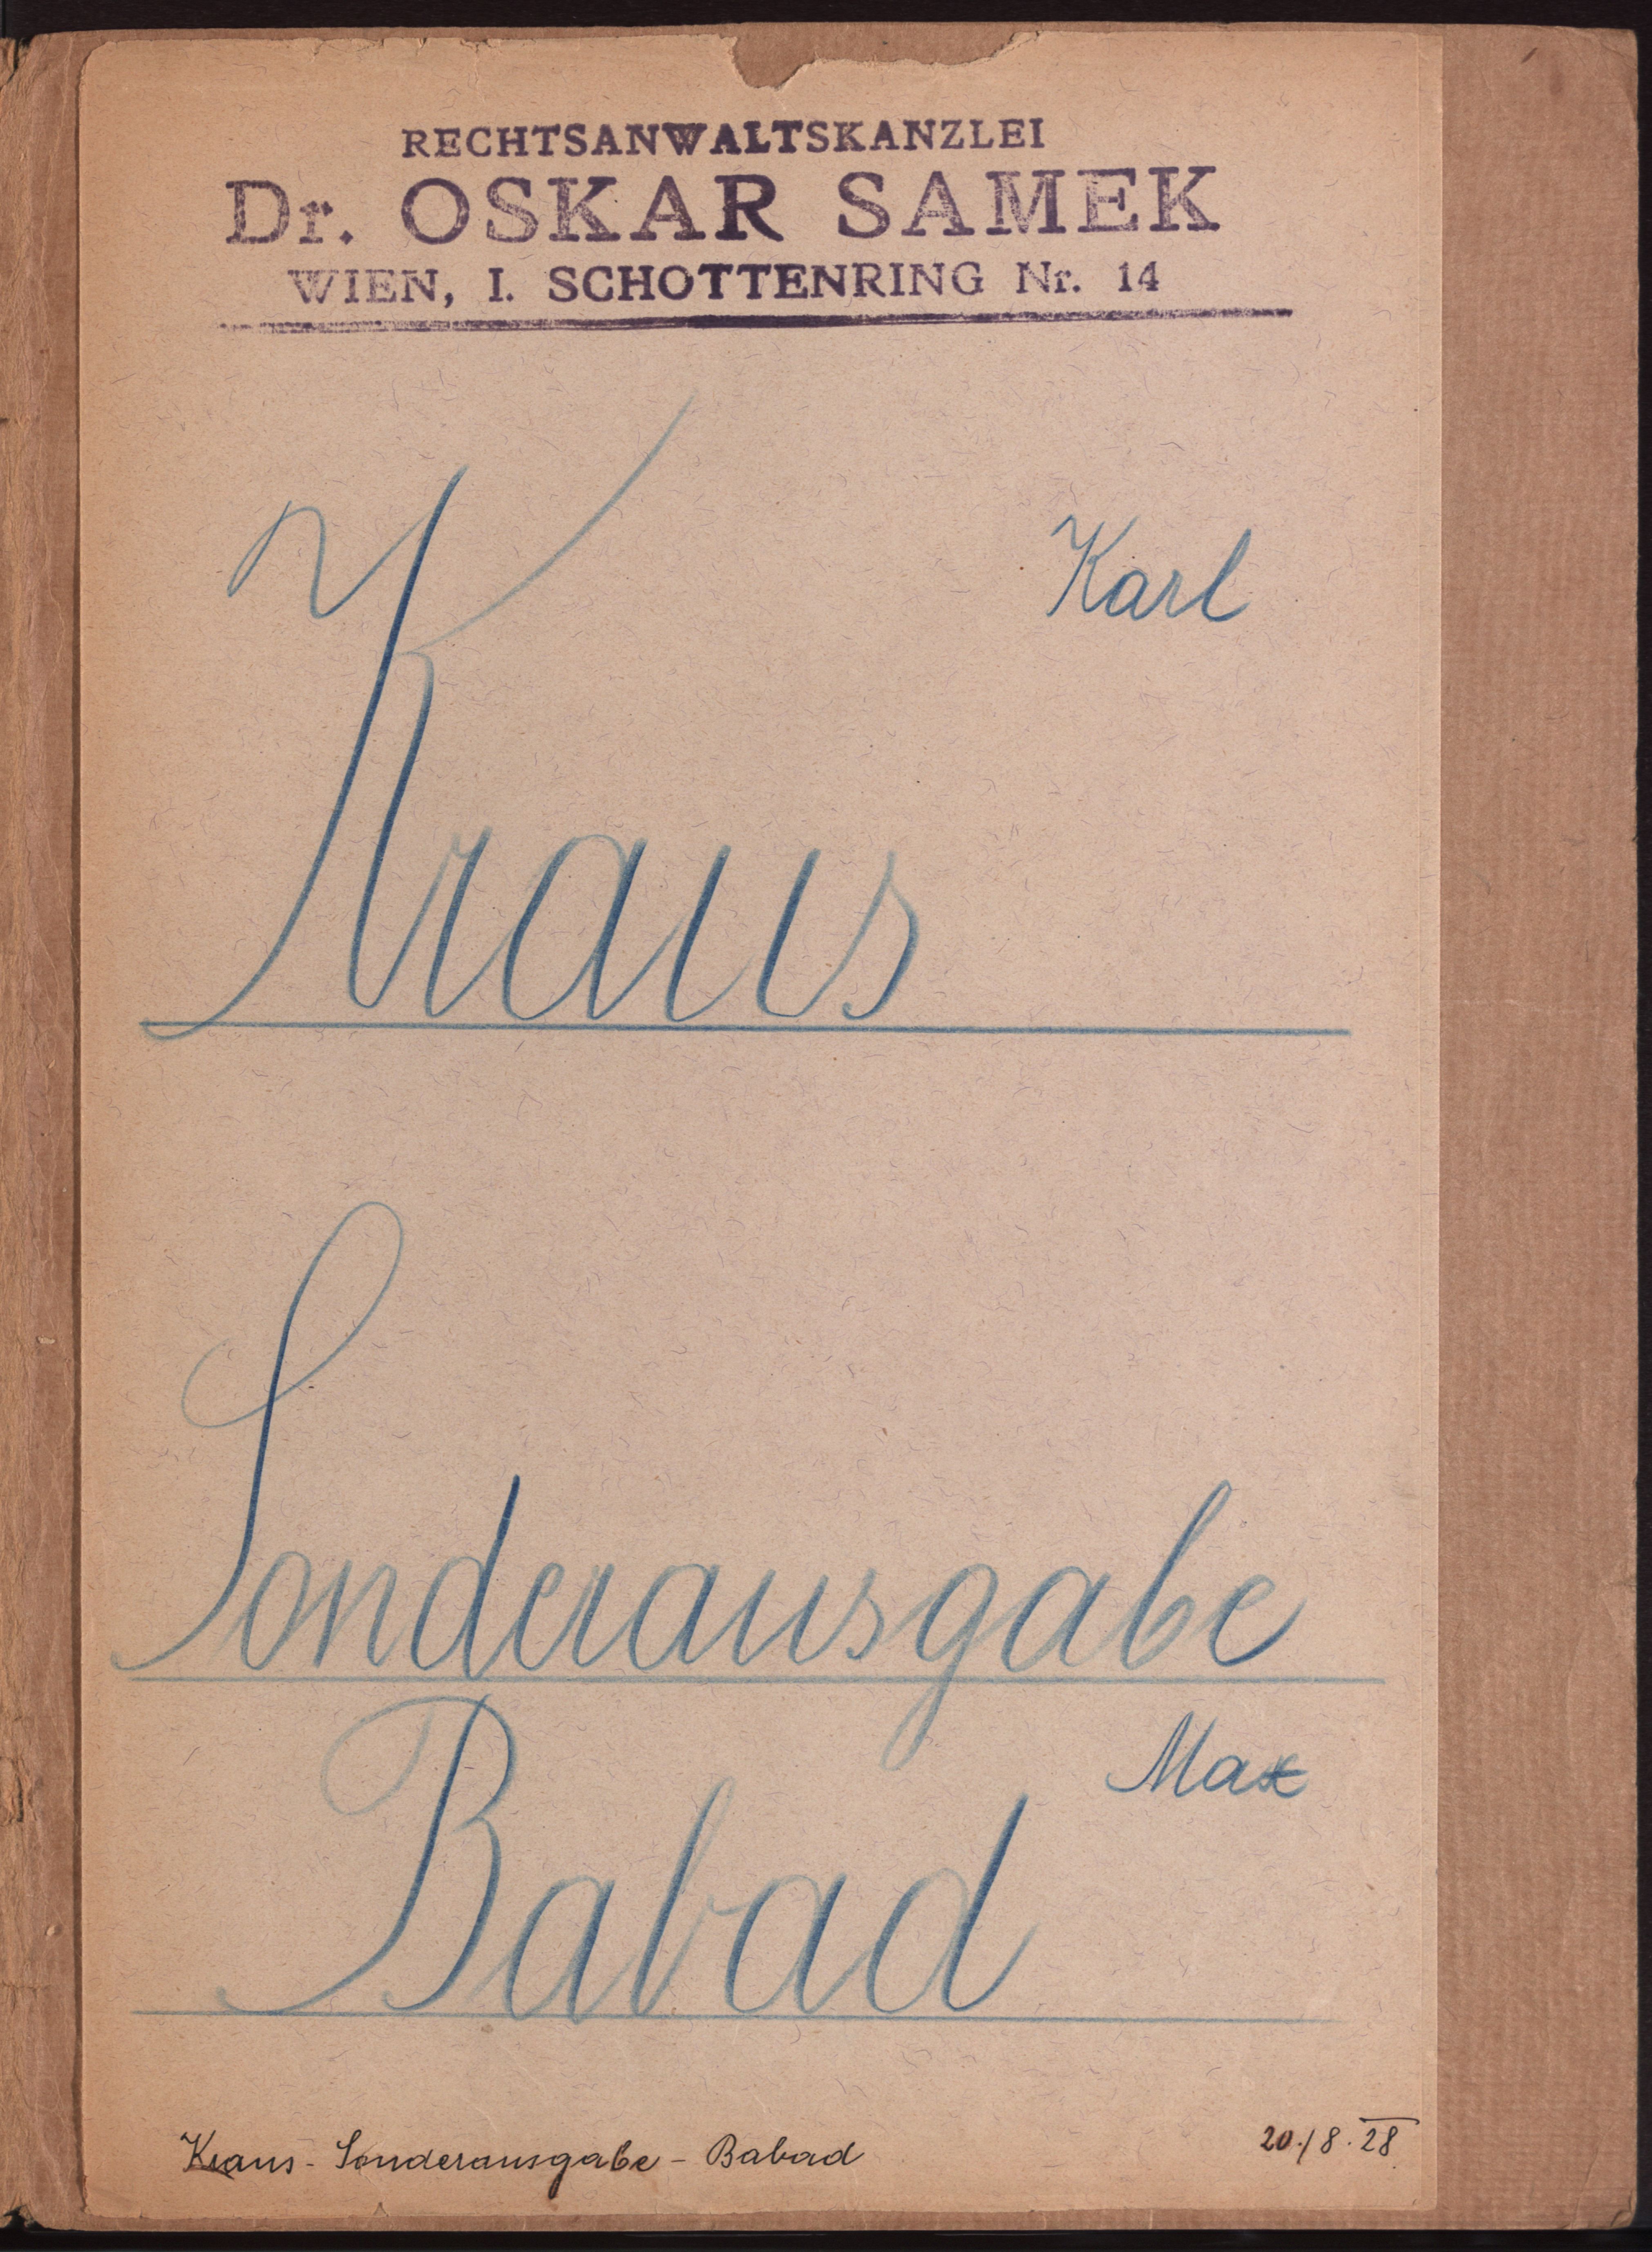 RECHTSANWALTSKANZLEI
Dr. OSKAR SAMEK
WIEN, I. SCHOTTENRING Nr. 14
Karl
Kraus
Sonderausgabe
Max
Babad
Kraus - Sonderausgabe - Babad 20./8. 28